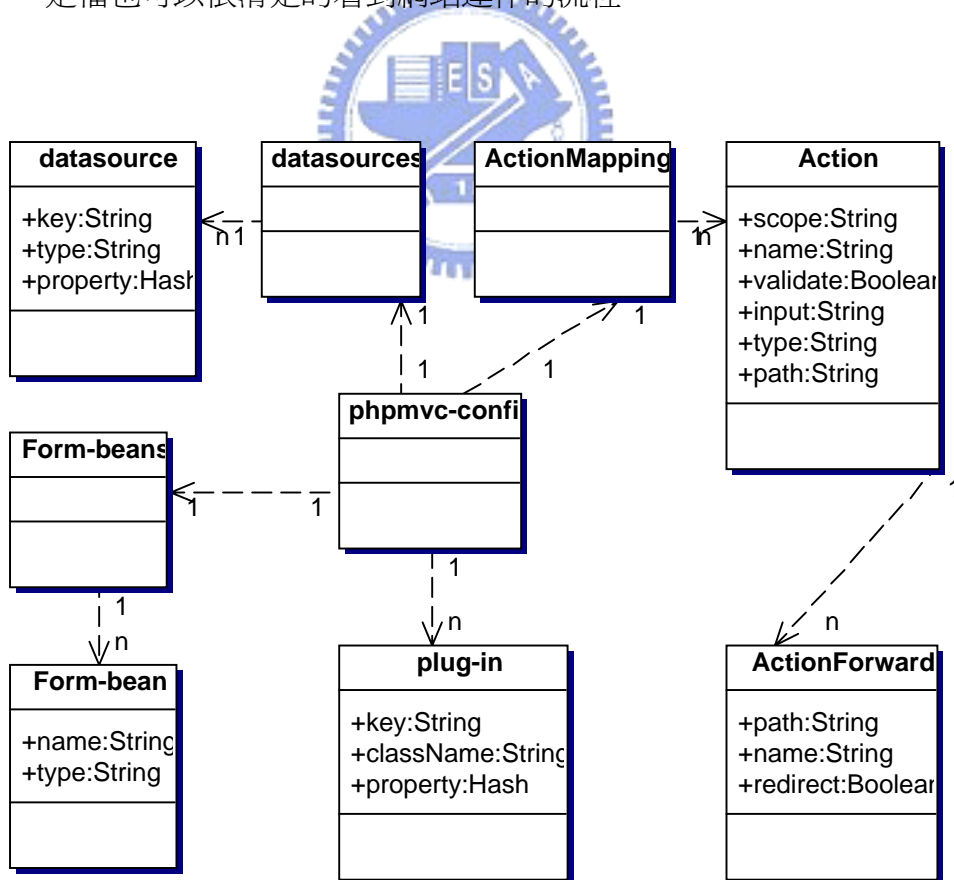 E S A
1
datasource
+key:String
+type:String
+property:Hash
datasources
ActionMapping
Action
+scope:String
+name:String
+validate:Boolean
+input:String
+type:String
+path:String
n 1
1 n
1
1
1
1
phpmvc-confi
Form-beans
1
1
1
n
1
n
n
Form-bean
+name:String
+type:String
plug-in
+key:String
+className:String
+property:Hash
ActionForward
+path:String
+name:String
+redirect:Boolean